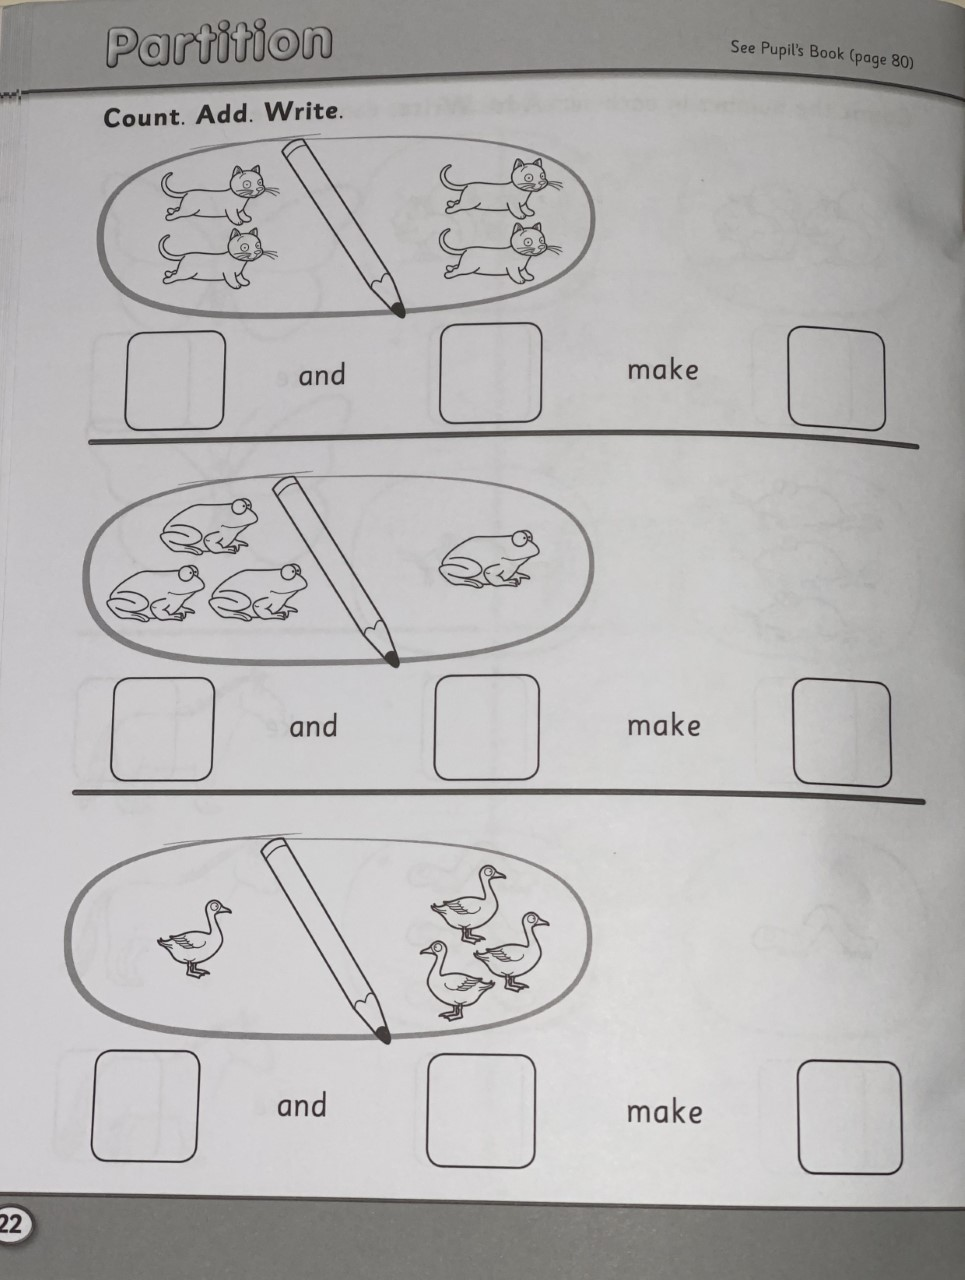 Partition
See Pupil's Book (page 80)
Count. Add. Write.
and make
and make
and make
22